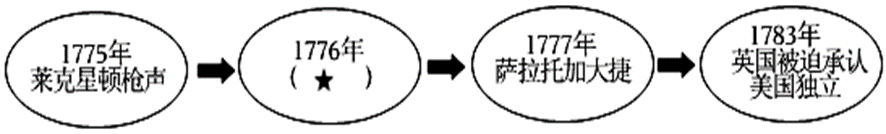 1775年
莱克星顿枪声
1776年
( ★ )
1777年
萨拉托加大捷
1783年
英国被迫承认
美国独立